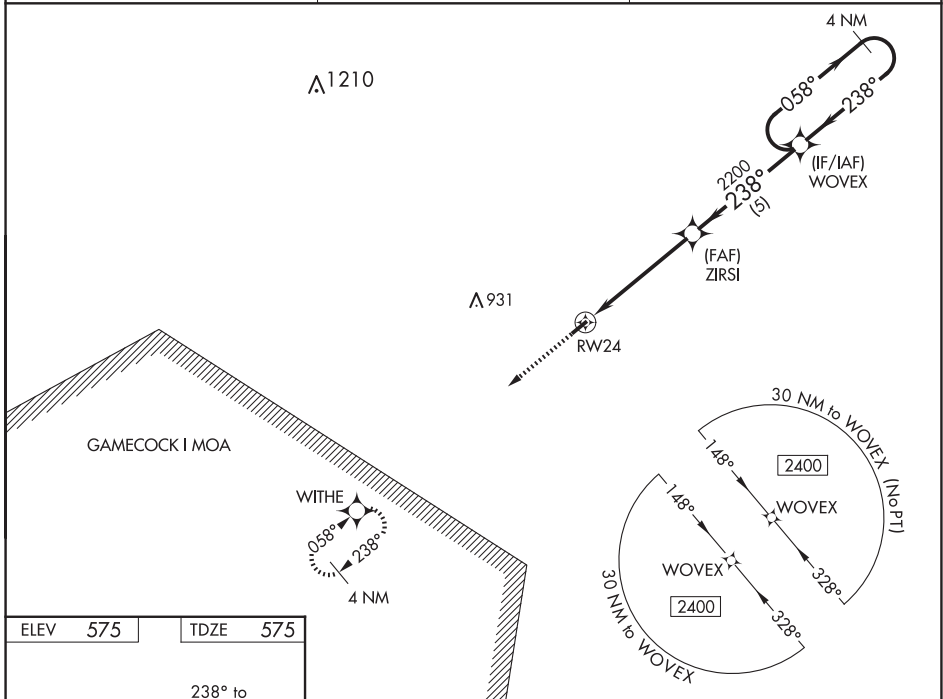 4 NM
1210
058°
238°
(IF/IAF)
WOVEX
2200
238°
(5)
(FAF)
ZIRSI
931
RW24
GAMECOCK I MOA
30 NM to WOVEX (NoPT)
148°
2400
WOVEX
328°
WITHE
058°
238°
4 NM
148°
WOVEX
2400
328°
30 NM to WOVEX
ELEV 575
TDZE 575
238° to